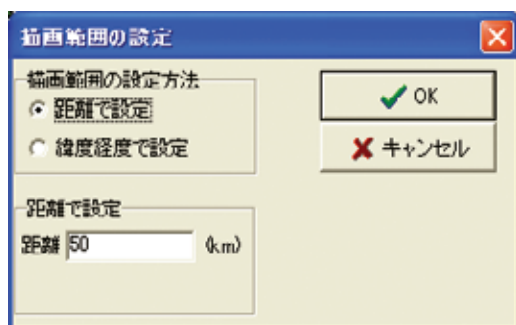 描画範囲の設定
描画範囲の設定方法
距離で設定
緯度経度で設定
OK
キャンセル
距離で設定
距離 50 (km)